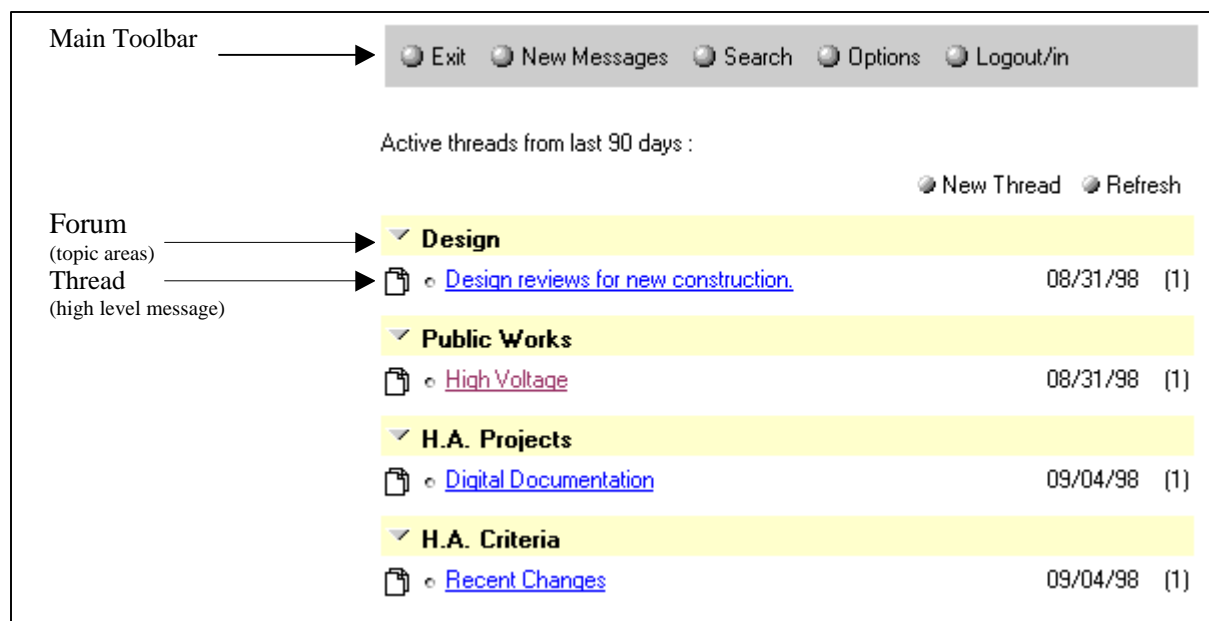 Main Toolbar
Exit New Messages Search Options Logout/in
Active threads from last 90 days :
New Thread Refresh
Forum
(topic areas)
Design
Thread
(high level message)
Design reviews for new construction. 08/31/98 (1)
Public Works
High Voltage 08/31/98 (1)
H.A. Projects
Digital Documentation 09/04/98 (1)
H.A. Criteria
Recent Changes 09/04/98 (1)